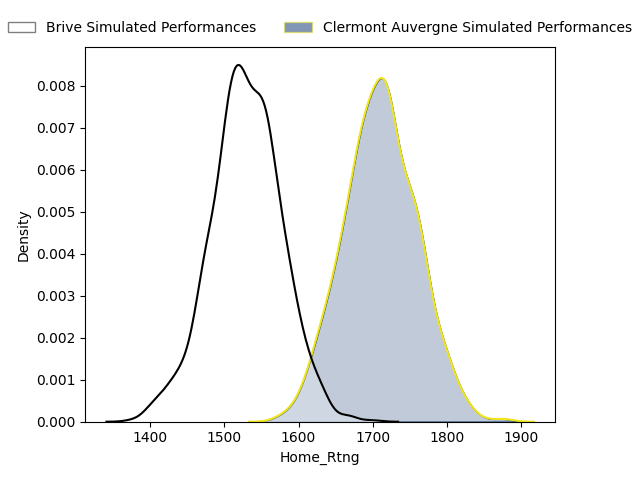 Brive Simulated Performances
Clermont Auvergne Simulated Performances
0.008
0.007
0.006
0.005
0.004
0.003
0.002
0.001
0.000
Density
1400 1500 1600 1700 1800 1900
Home_Rtng